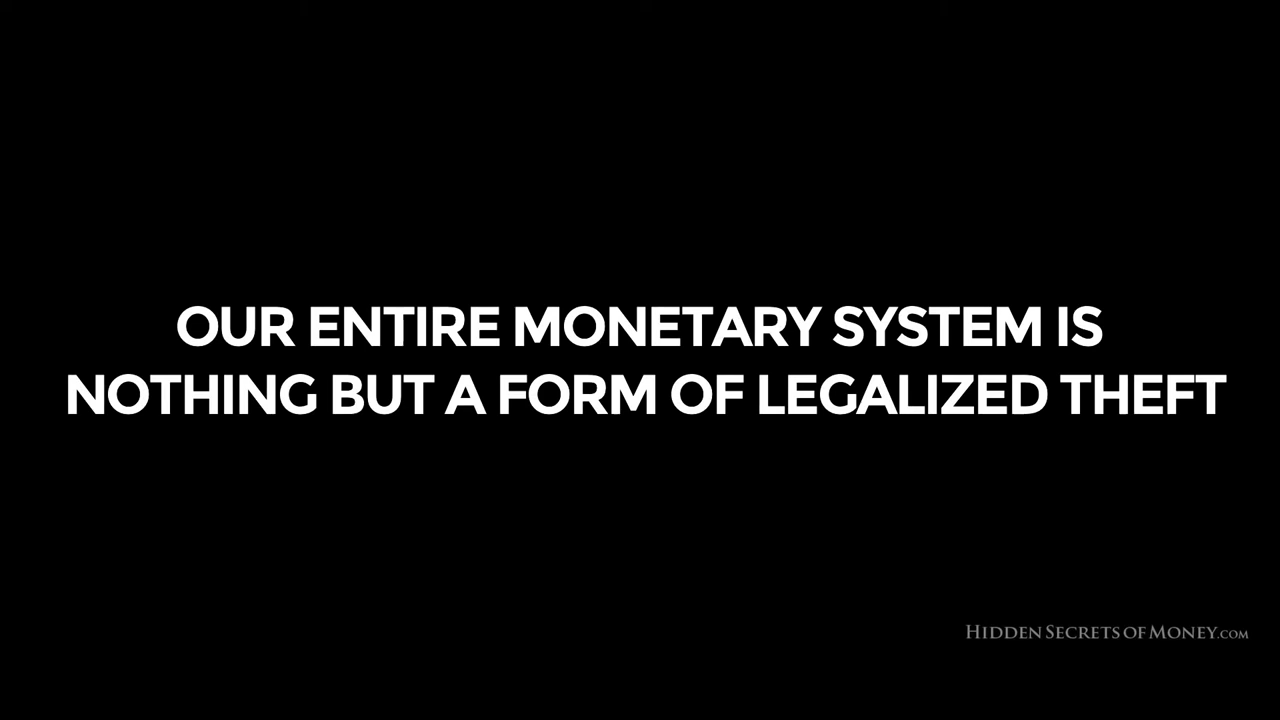 OUR ENTIRE MONETARY SYSTEM IS
NOTHING BUT A FORM OF LEGALIZED THEFT
HIDDEN SECRETS OF MONEY.COM